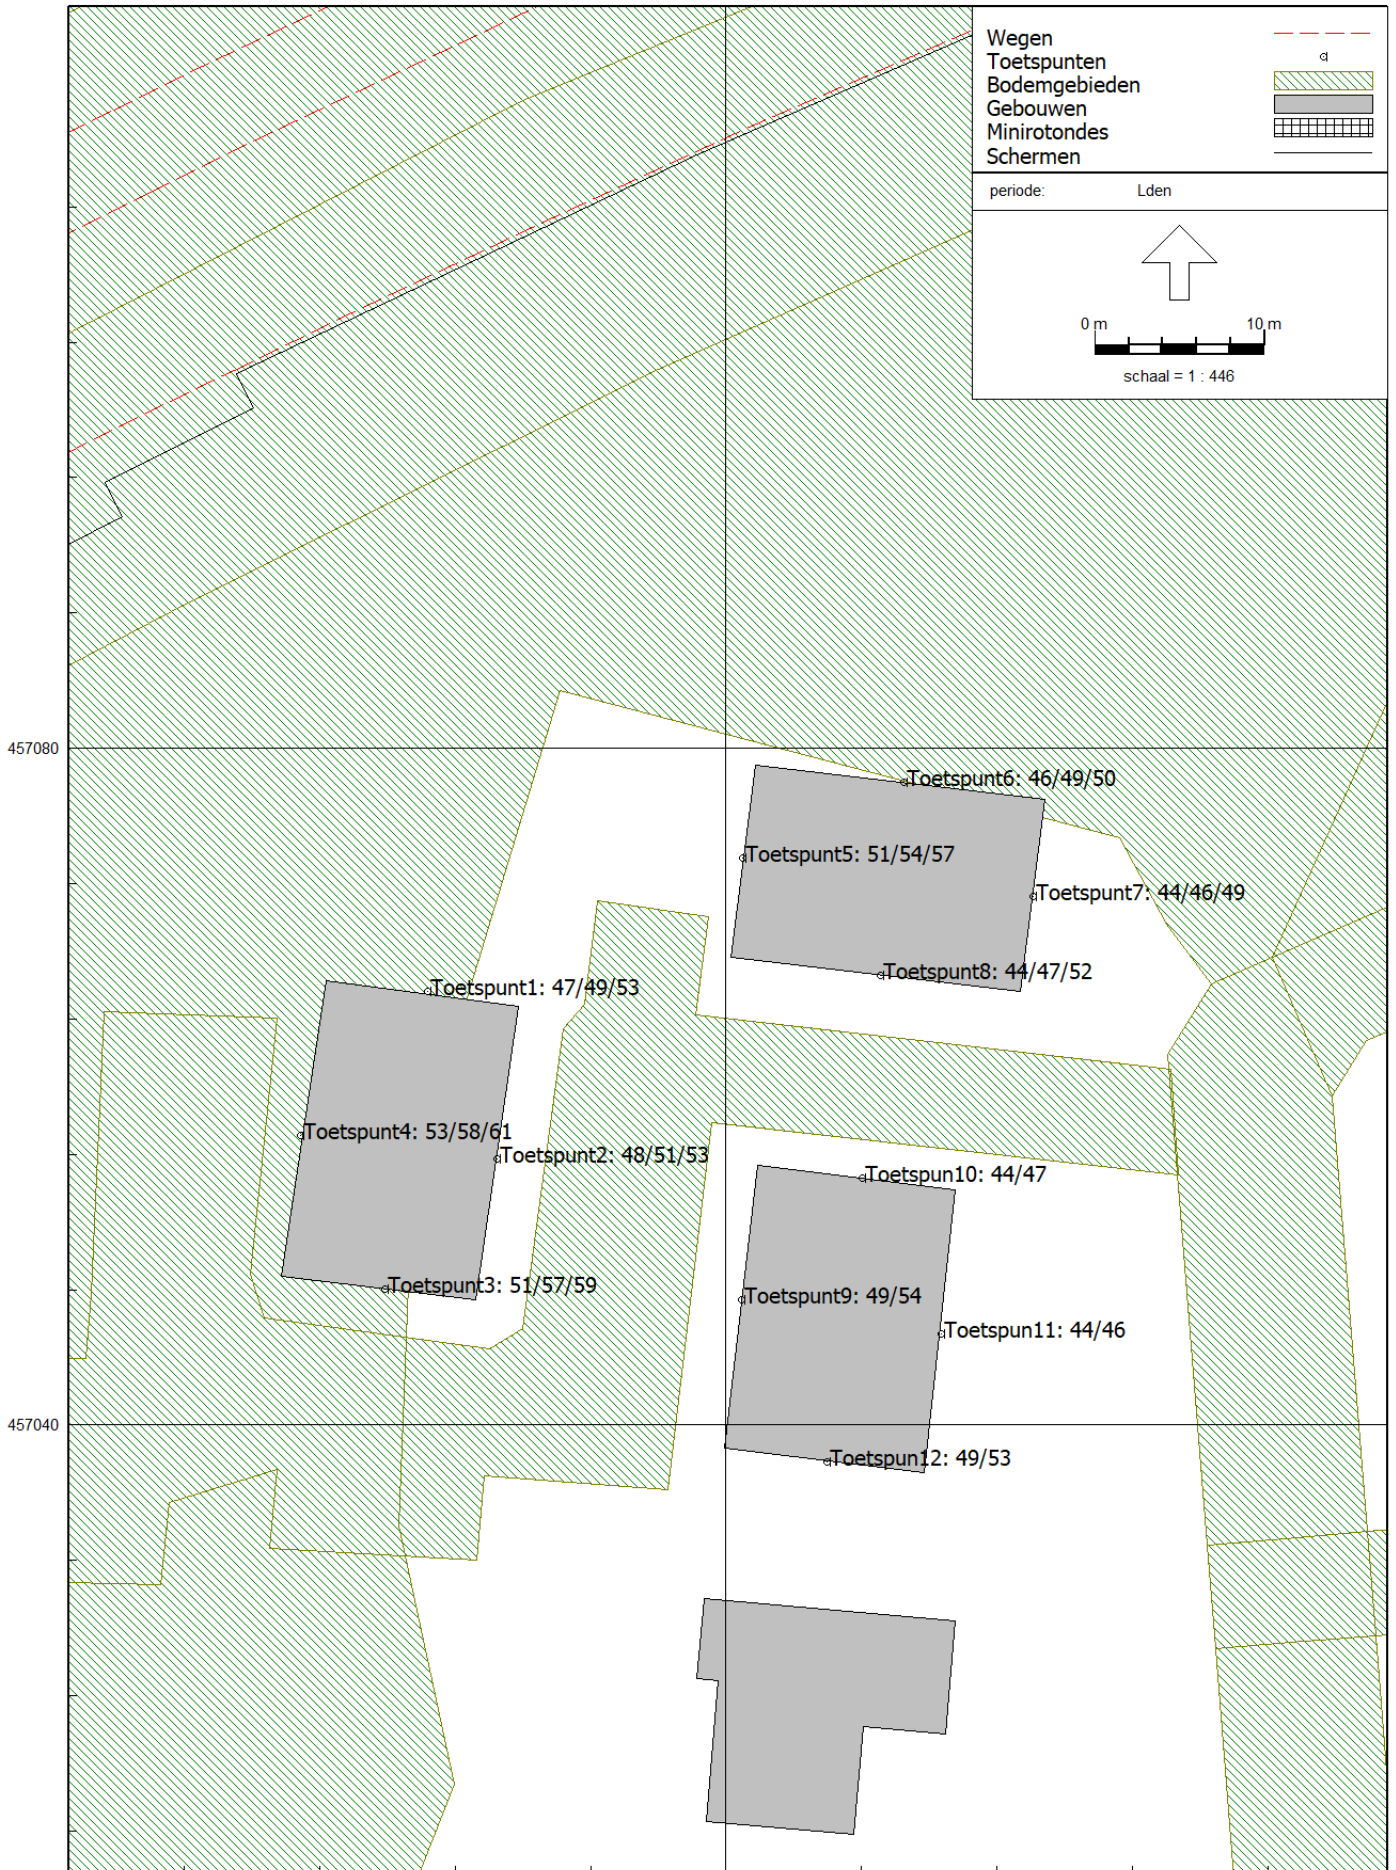 Wegen
Toetspunten
Bodemgebieden
Gebouwen
Minirotondes
Schermen
periode: Lden
0 m 10 m
schaal = 1 : 446
457080
Toetspunt6: 46/49/50
Toetspunt5: 51/54/57
Toetspunt7: 44/46/49
Toetspunt8: 44/47/52
Toetspunt1: 47/49/53
Toetspunt4: 53/58/61
Toetspunt2: 48/51/53
Toetspun10: 44/47
Toetspunt3: 51/57/59
Toetspunt9: 49/54
Toetspun11: 44/46
457040
Toetspun12: 49/53